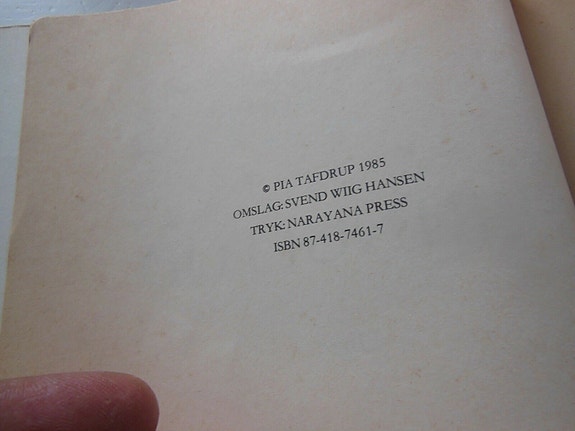 © PIA TAFDRUP 1985
OMSLAG: SVEND WIIG HANSEN
TRYK: NARAYANA PRESS
ISBN 87-418-7461-7